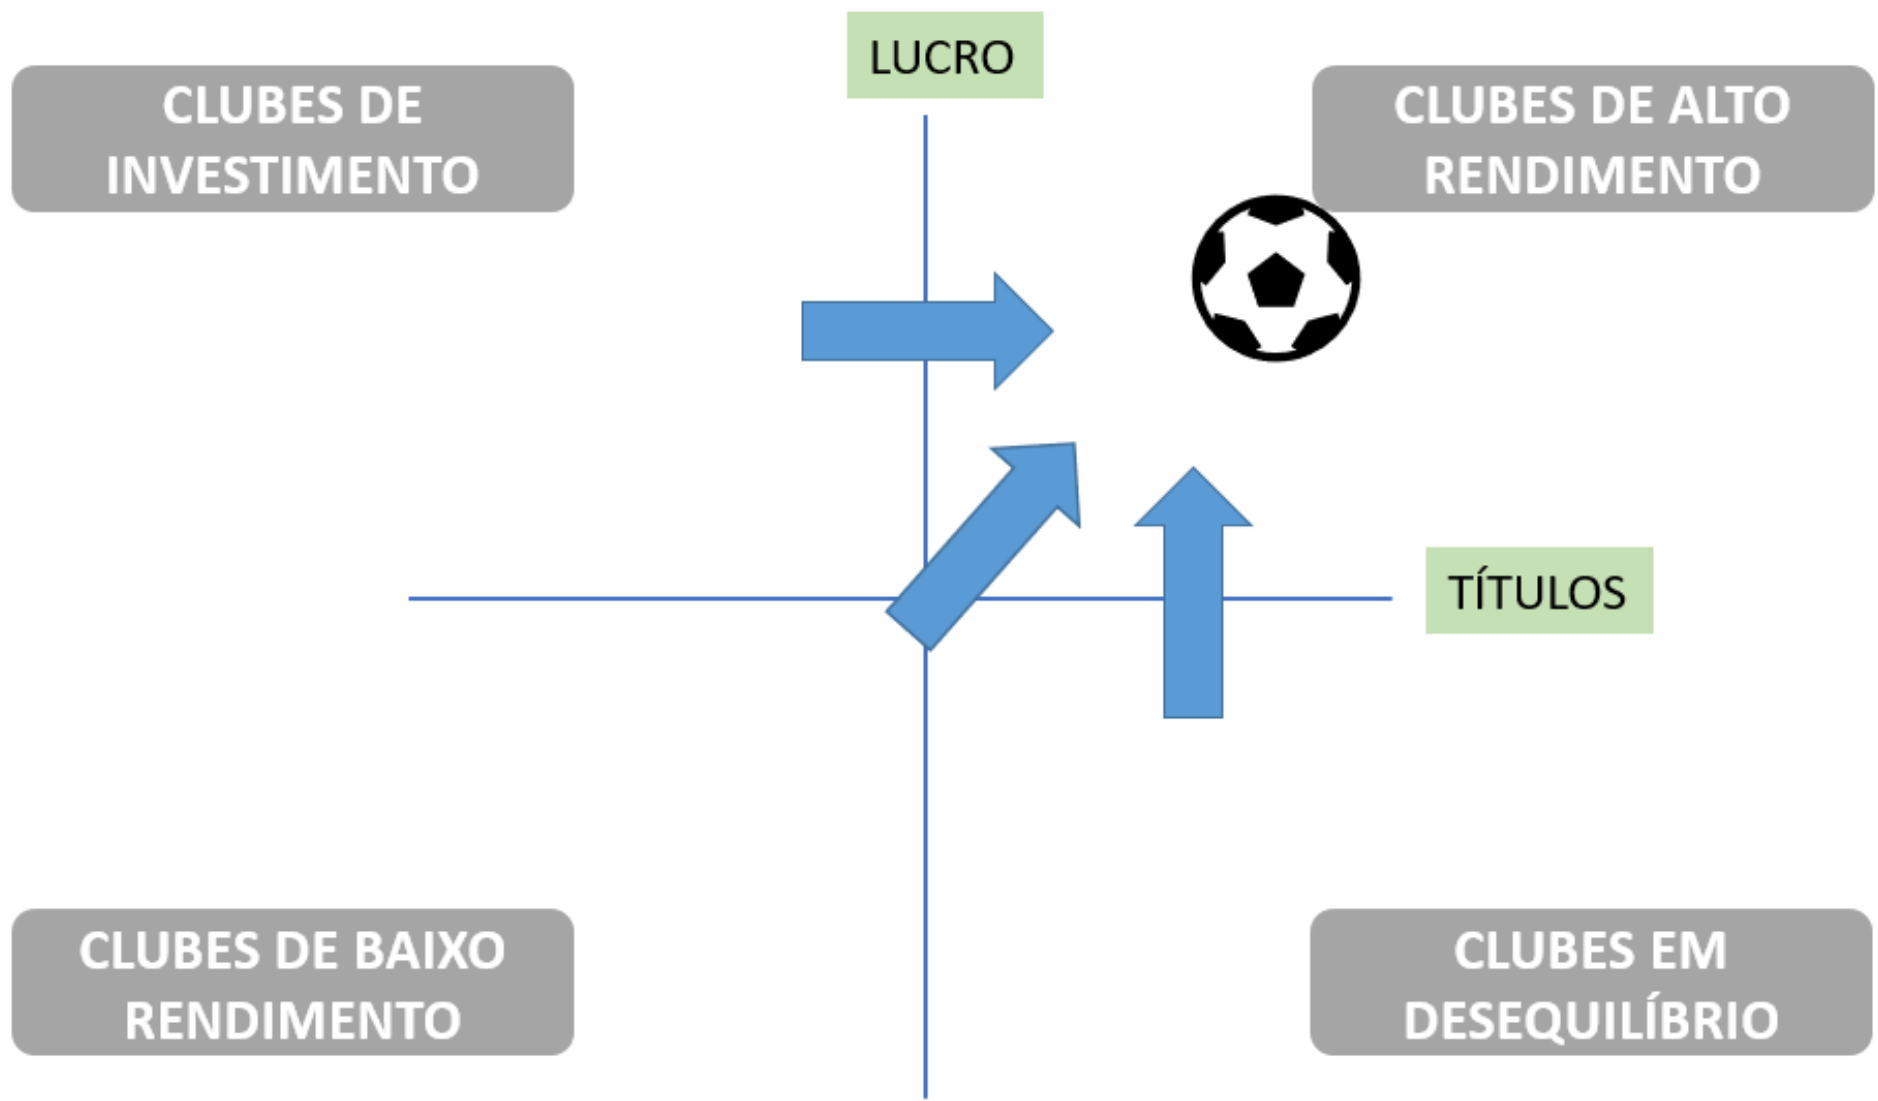 LUCRO
CLUBES DE
INVESTIMENTO
CLUBES DE ALTO
RENDIMENTO
TÍTULOS
CLUBES DE BAIXO
RENDIMENTO
CLUBES EM
DESEQUILÍBRIO